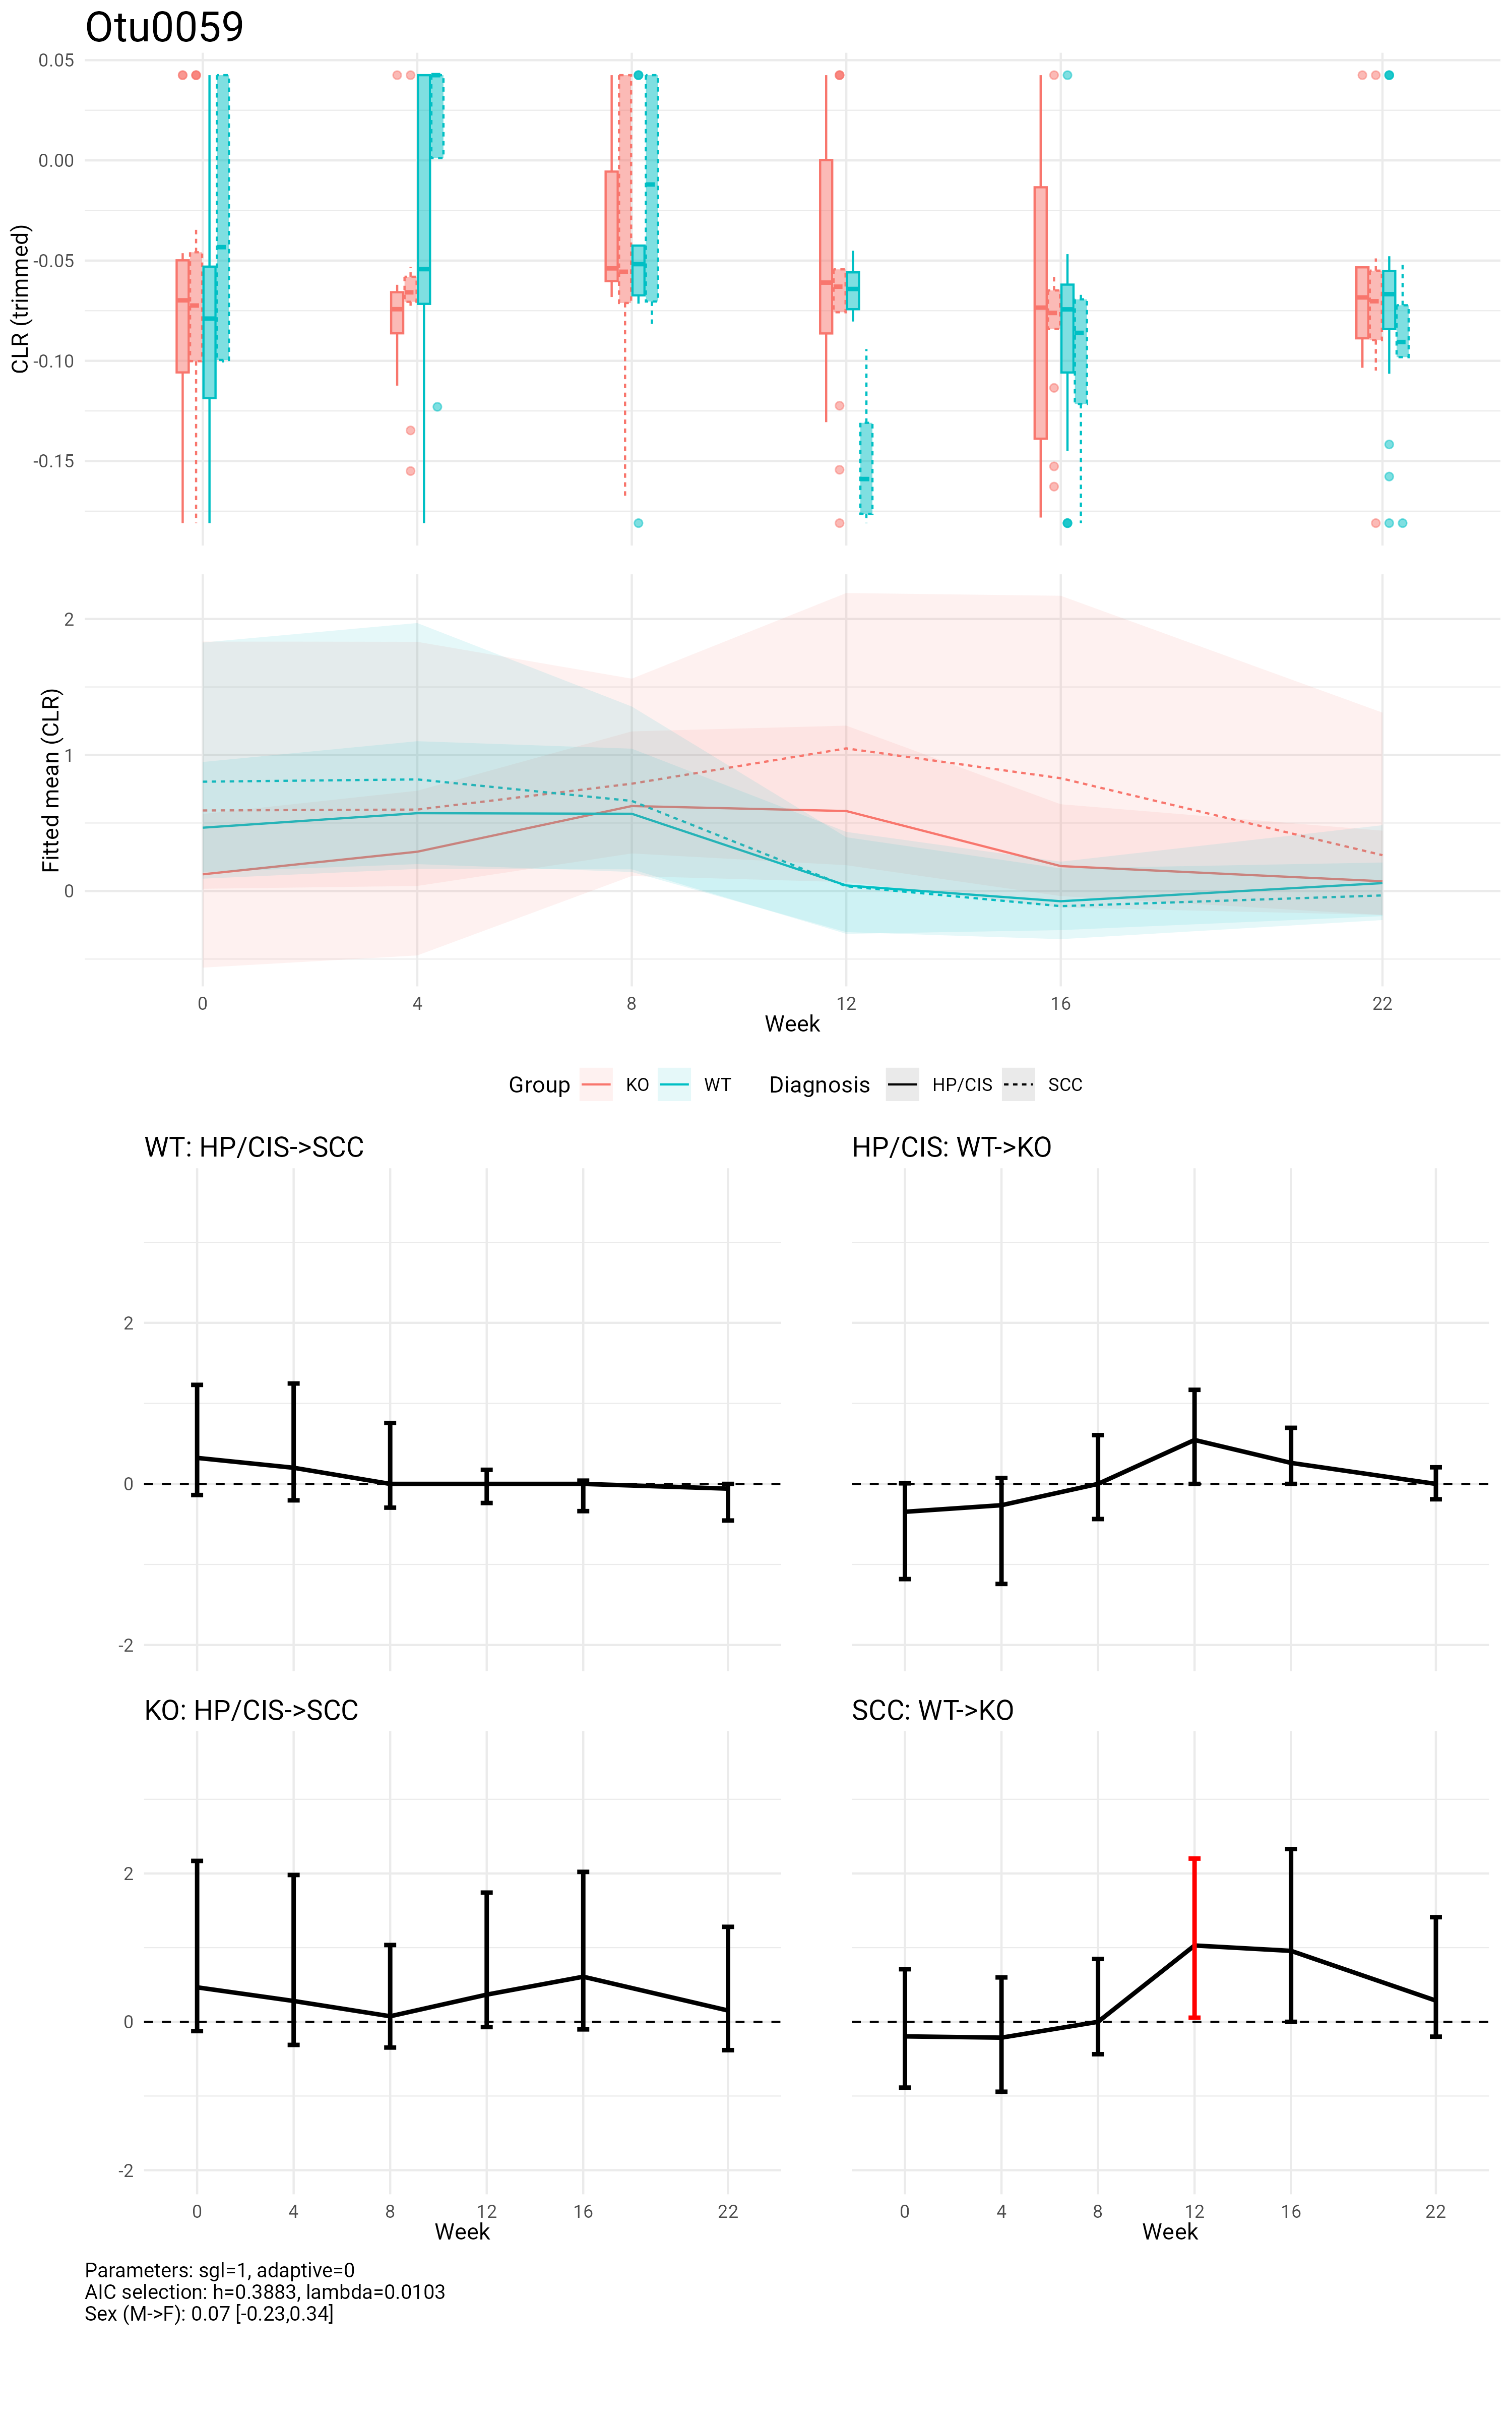 Otu0059
CLR (trimmed)
0.05
0.00
-0.05
-0.10
-0.15
Fitted mean (CLR)
2
1
0
0 4 8 12 16 22
Week
Group KO WT Diagnosis HP/CIS SCC
WT: HP/CIS->SCC
2
0
-2
HP/CIS: WT->KO
KO: HP/CIS->SCC
2
0
-2
0 4 8 12 16 22
Week
SCC: WT->KO
0 4 8 12 16 22
Week
Parameters: sgl=1, adaptive=0
AIC selection: h=0.3883, lambda=0.0103
Sex (M->F): 0.07 [-0.23,0.34]